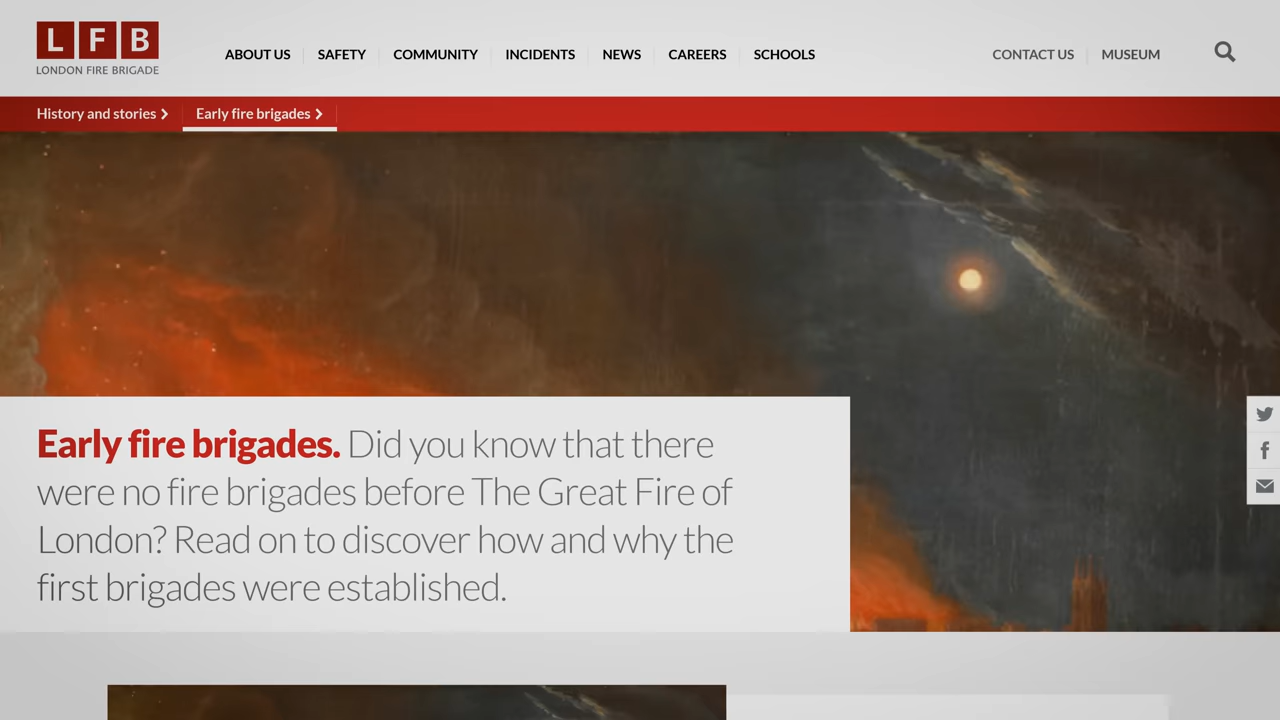 L F B
LONDON FIRE BRIGADE
ABOUT US
SAFETY
COMMUNITY
INCIDENTS
NEWS
CAREERS
SCHOOLS
CONTACT US
MUSEUM
History and stories
Early fire brigades
Early fire brigades. Did you know that there
were no fire brigades before The Great Fire of
London? Read on to discover how and why the
first brigades were established.